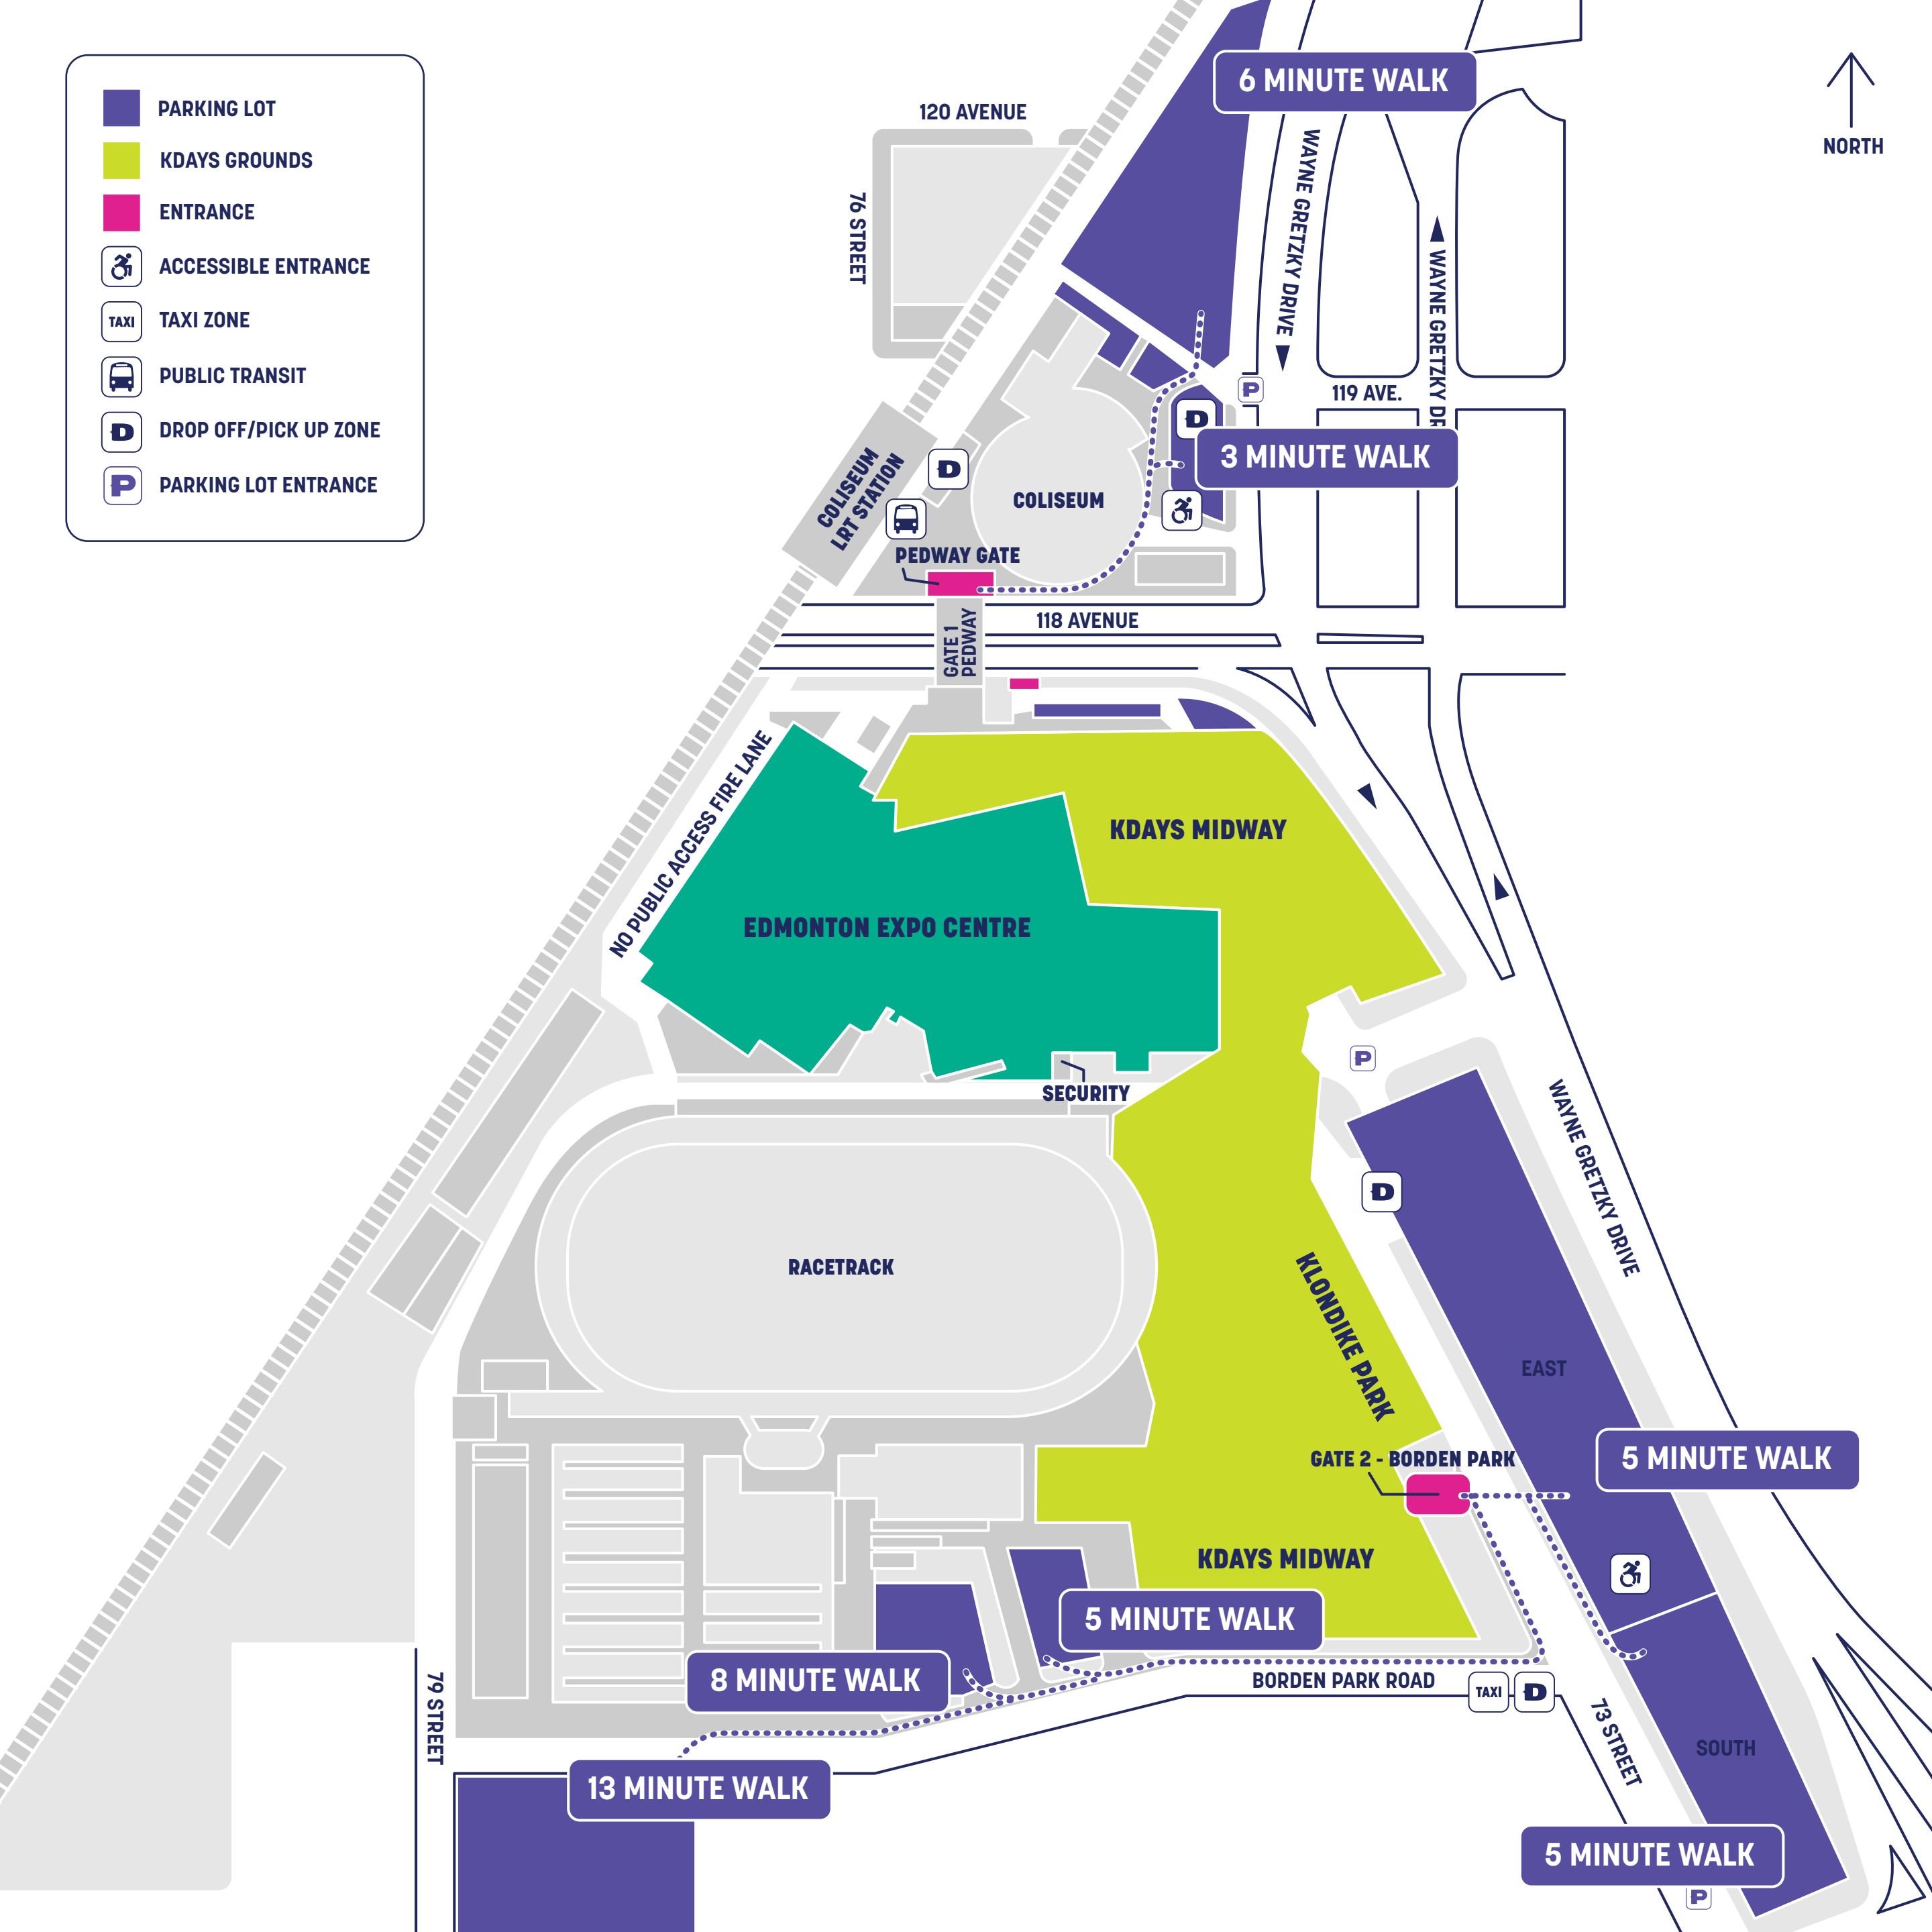 PARKING LOT
KDAYS GROUNDS
ENTRANCE
ACCESSIBLE ENTRANCE
TAXI
TAXI ZONE
PUBLIC TRANSIT
D
DROP OFF/PICK UP ZONE
P
PARKING LOT ENTRANCE
NORTH
6 MINUTE WALK
120 AVENUE
76 STREET
WAYNE GRETZKY DRIVE
WAYNE GRETZKY DR
P
119 AVE.
D
3 MINUTE WALK
COLISEUM
LRT STATION
D
COLISEUM
PEDWAY GATE
118 AVENUE
GATE 1
PEDWAY
NO PUBLIC ACCESS FIRE LANE
KDAYS MIDWAY
EDMONTON EXPO CENTRE
P
SECURITY
WAYNE GRETZKY DRIVE
D
RACETRACK
KLONDIKE PARK
EAST
GATE 2 - BORDEN PARK
5 MINUTE WALK
KDAYS MIDWAY
5 MINUTE WALK
8 MINUTE WALK
BORDEN PARK ROAD
TAXI
D
79 STREET
73 STREET
SOUTH
13 MINUTE WALK
5 MINUTE WALK
P